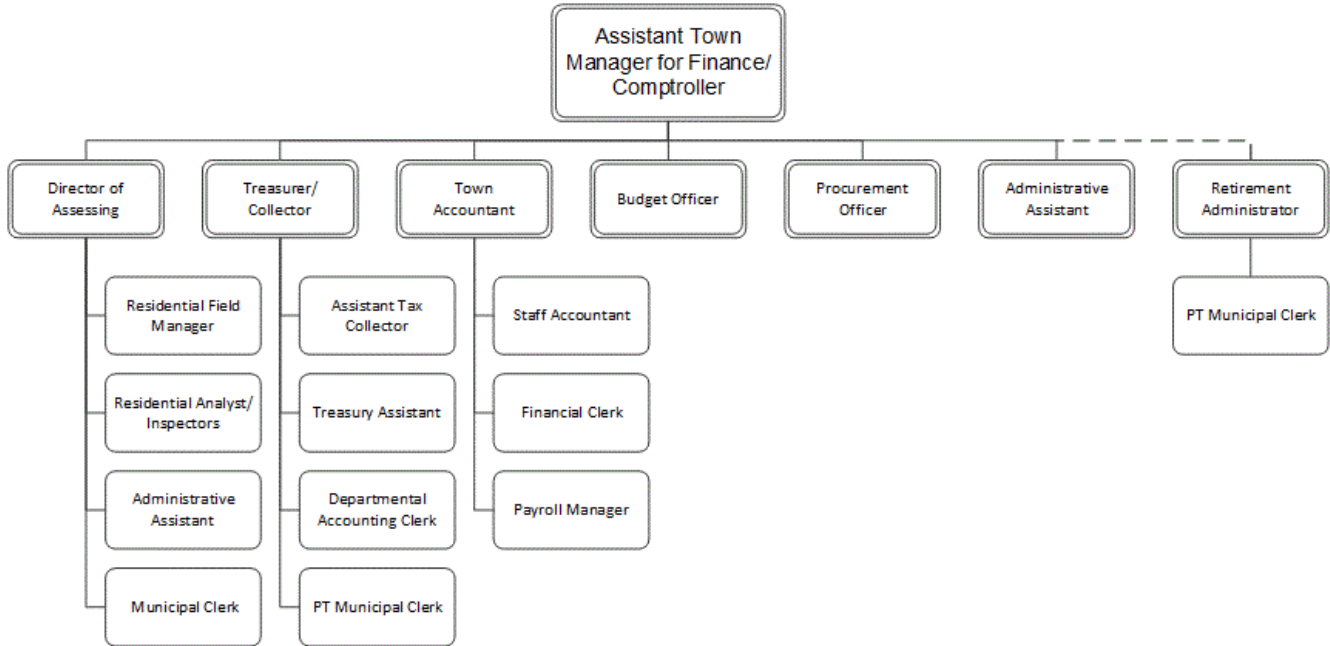 Assistant Town
Manager for Finance/
Comptroller
Director of
Assessing
Treasurer/
Collector
Town
Accountant
Budget Officer
Procurement
Officer
Administrative
Assistant
Retirement
Administrator
Residential Field
Manager
Assistant Tax
Collector
Staff Accountant
PT Municipal Clerk
Residential Analyst/
Inspectors
Treasury Assistant
Financial Clerk
Administrative
Assistant
Departmental
Accounting Clerk
Payroll Manager
Municipal Clerk
PT Municipal Clerk